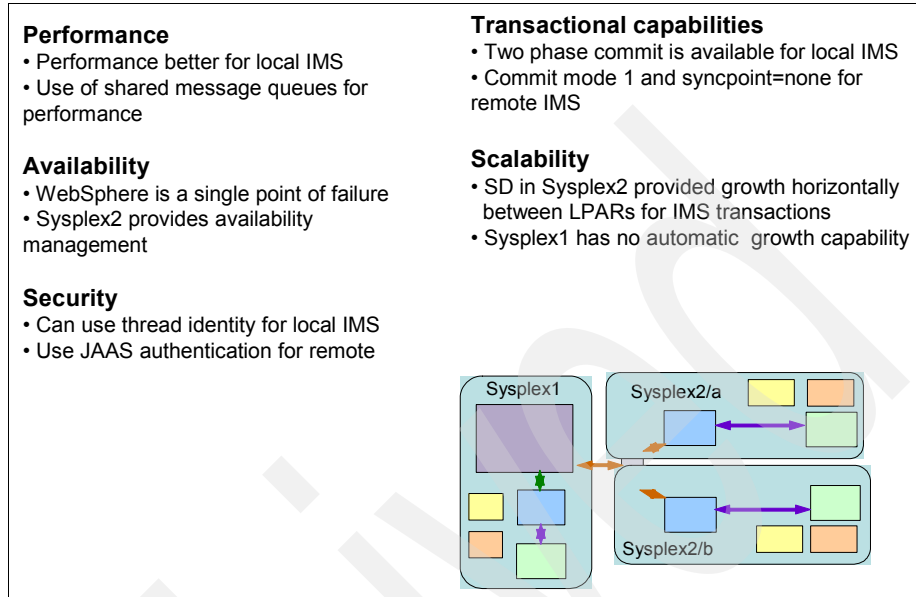 Performance
• Performance better for local IMS
• Use of shared message queues for
performance
Availability
• WebSphere is a single point of failure
• Sysplex2 provides availability
management
Security
• Can use thread identity for local IMS
• Use JAAS authentication for remote
Transactional capabilities
• Two phase commit is available for local IMS
• Commit mode 1 and syncpoint=none for
remote IMS
Scalability
• SD in Sysplex2 provided growth horizontally
between LPARs for IMS transactions
• Sysplex1 has no automatic growth capability
Sysplex1
Sysplex2/a
Sysplex2/b